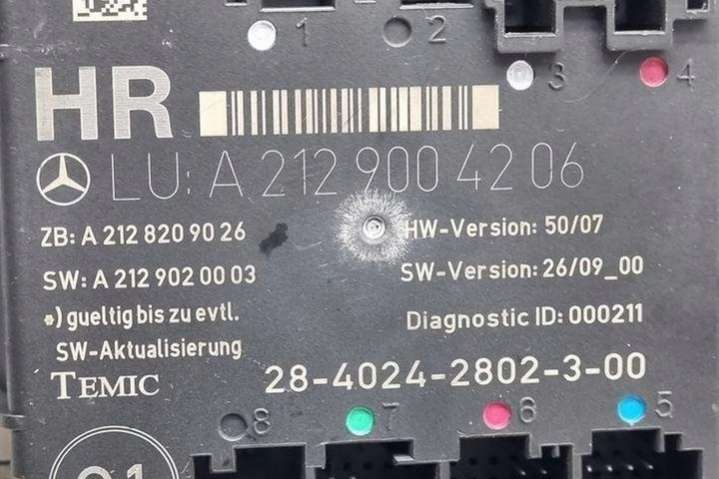 1 2
3 4
HR
LU: A 212 900 42 06
ZB: A 212 820 90 26
HW-Version: 50/07
SW: A 212 902 00 03
SW-Version: 26/09_00
*) gueltig bis zu evtl.
Diagnostic ID: 000211
SW-Aktualisierung
TEMIC 28-4024-2802-3-00
8 7 6 5